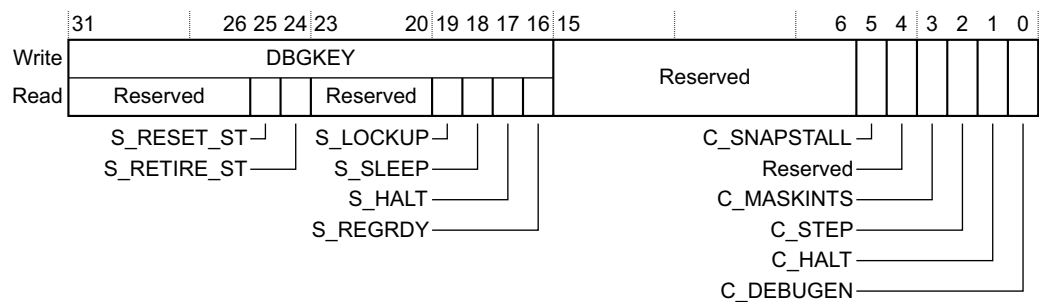 31 26 25 24 23 20 19 18 17 16 15 6 5 4 3 2 1 0
Write DBGKEY Reserved
Read Reserved Reserved
S_RESET_ST S_LOCKUP C_SNAPSTALL
S_RETIRE_ST S_SLEEP Reserved
S_HALT C_MASKINTS
S_REGRDY C_STEP
C_HALT
C_DEBUGEN